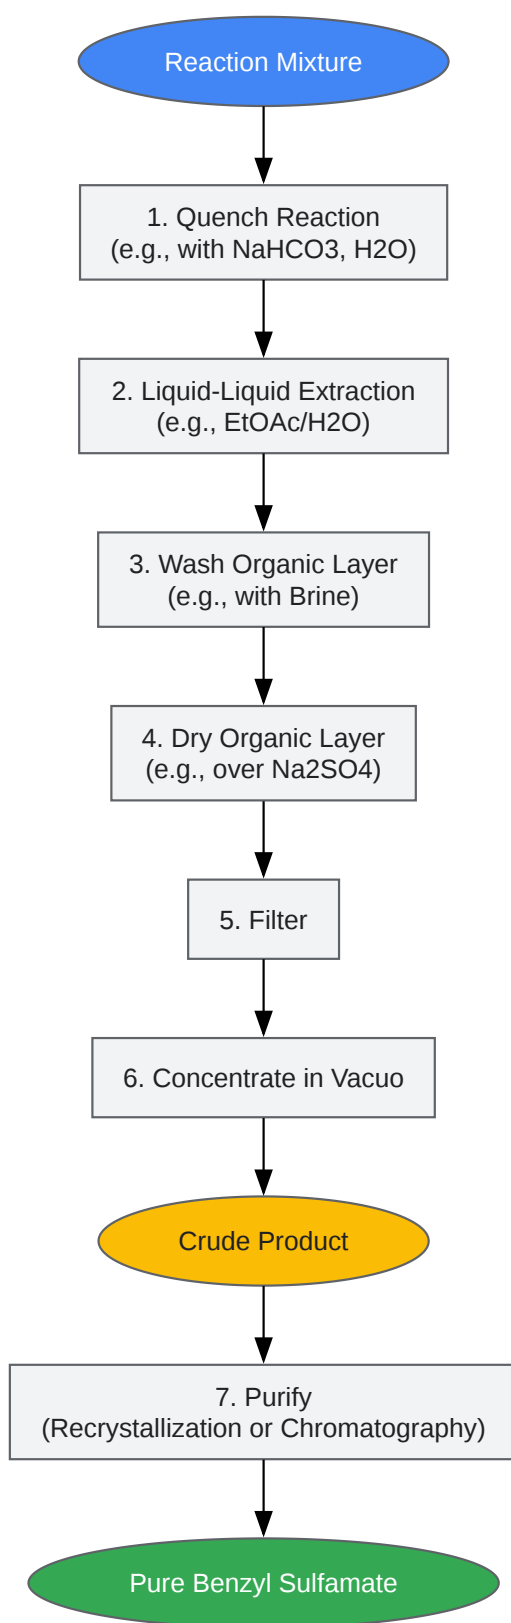 Reaction Mixture
1. Quench Reaction
(e.g., with NaHCO3, H2O)
2. Liquid-Liquid Extraction
(e.g., EtOAc/H2O)
3. Wash Organic Layer
(e.g., with Brine)
4. Dry Organic Layer
(e.g., over Na2SO4)
5. Filter
6. Concentrate in Vacuo
Crude Product
7. Purify
(Recrystallization or Chromatography)
Pure Benzyl Sulfamate